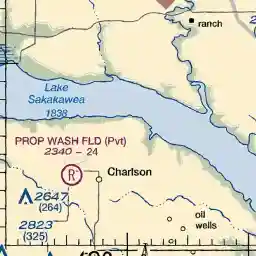 ranch
Lake
Sakakawea
1838
PROP WASH FLD (Pvt)
2340 - 24
R
Charlson
2647
(264)
2823
(325)
oil
wells